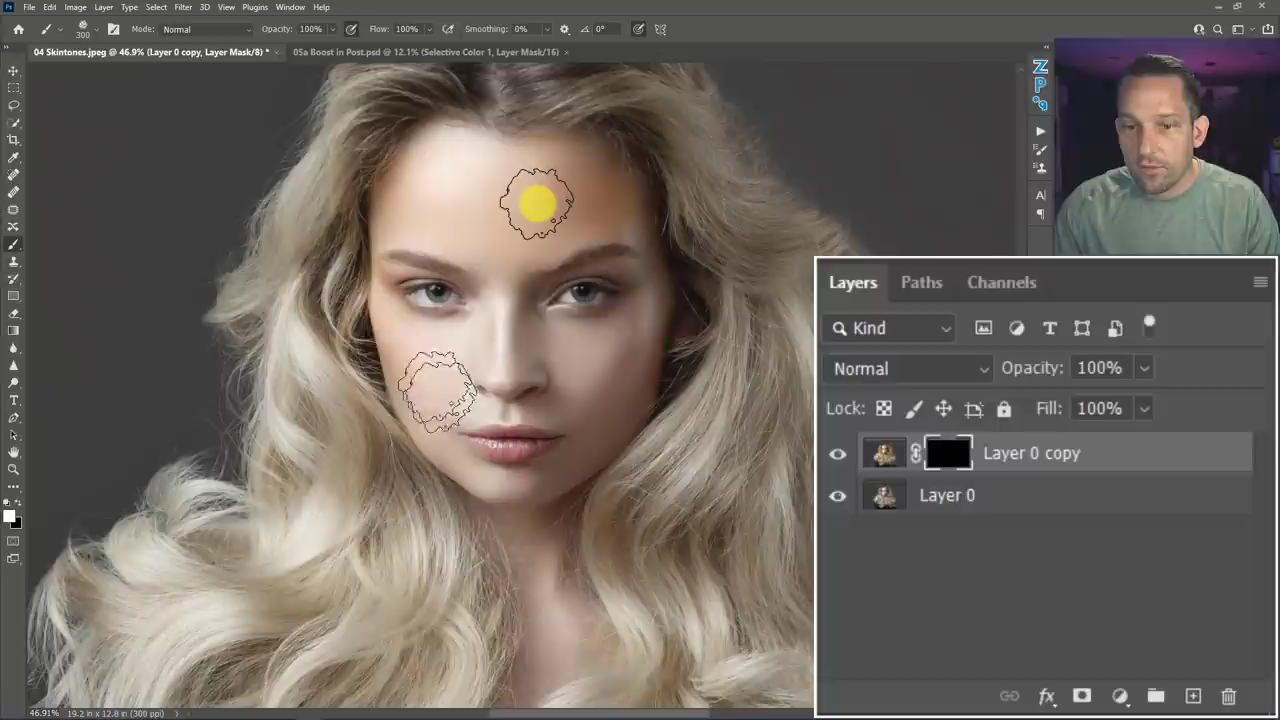 Ps File Edit Image Layer Type Select Filter 3D View Plugins Window Help
300 Mode: Normal Opacity: 100% Flow: 100% Smoothing: 0% 0°
04 Skintones.jpeg @ 46.9% (Layer 0 copy, Layer Mask/8) * × 05a Boost in Post.psd @ 12.1% (Selective Color 1, Layer Mask/16) ×
Z
P
A
T
Layers Paths Channels
Kind
T
Normal Opacity: 100%
Lock: Fill: 100%
Layer 0 copy
Layer 0
fx
46.91% 19.2 in x 12.8 in (300 ppi)